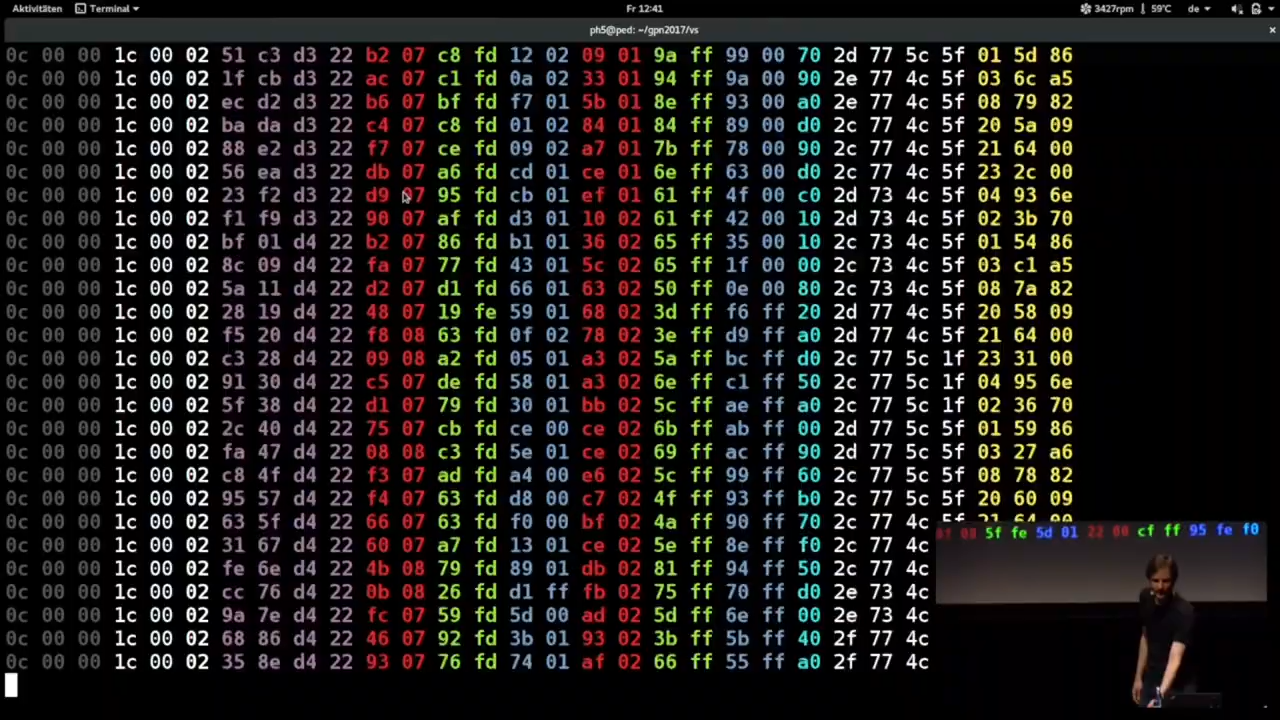 Aktivitäten Terminal Fr 12:41 3427rpm 59°C de
ph5@ped: ~/gpn2017/vs
0c 00 00 1c 00 02 51 c3 d3 22 b2 07 c8 fd 12 02 09 01 9a ff 99 00 70 2d 77 5c 5f 01 5d 86
0c 00 00 1c 00 02 1f cb d3 22 ac 07 c1 fd 0a 02 33 01 94 ff 9a 00 90 2e 77 4c 5f 03 6c a5
0c 00 00 1c 00 02 ec d2 d3 22 b6 07 bf fd f7 01 5b 01 8e ff 93 00 a0 2e 77 4c 5f 08 79 82
0c 00 00 1c 00 02 ba da d3 22 c4 07 c8 fd 01 02 84 01 84 ff 89 00 d0 2c 77 4c 5f 20 5a 09
0c 00 00 1c 00 02 88 e2 d3 22 f7 07 ce fd 09 02 a7 01 7b ff 78 00 90 2c 77 4c 5f 21 64 00
0c 00 00 1c 00 02 56 ea d3 22 db 07 a6 fd cd 01 ce 01 6e ff 63 00 d0 2c 77 4c 5f 23 2c 00
0c 00 00 1c 00 02 23 f2 d3 22 d9 07 95 fd cb 01 ef 01 61 ff 4f 00 c0 2d 73 4c 5f 04 93 6e
0c 00 00 1c 00 02 f1 f9 d3 22 90 07 af fd d3 01 10 02 61 ff 42 00 10 2d 73 4c 5f 02 3b 70
0c 00 00 1c 00 02 bf 01 d4 22 b2 07 86 fd b1 01 36 02 65 ff 35 00 10 2c 73 4c 5f 01 54 86
0c 00 00 1c 00 02 8c 09 d4 22 fa 07 77 fd 43 01 5c 02 65 ff 1f 00 00 2c 73 4c 5f 03 c1 a5
0c 00 00 1c 00 02 5a 11 d4 22 d2 07 d1 fd 66 01 63 02 50 ff 0e 00 80 2c 73 4c 5f 08 7a 82
0c 00 00 1c 00 02 28 19 d4 22 48 07 19 fe 59 01 68 02 3d ff f6 ff 20 2d 77 4c 5f 20 58 09
0c 00 00 1c 00 02 f5 20 d4 22 f8 08 63 fd 0f 02 78 02 3e ff d9 ff a0 2d 77 4c 5f 21 64 00
0c 00 00 1c 00 02 c3 28 d4 22 09 08 a2 fd 05 01 a3 02 5a ff bc ff d0 2c 77 5c 1f 23 31 00
0c 00 00 1c 00 02 91 30 d4 22 c5 07 de fd 58 01 a3 02 6e ff c1 ff 50 2c 77 5c 1f 04 95 6e
0c 00 00 1c 00 02 5f 38 d4 22 d1 07 79 fd 30 01 bb 02 5c ff ae ff a0 2c 77 5c 1f 02 36 70
0c 00 00 1c 00 02 2c 40 d4 22 75 07 cb fd ce 00 ce 02 6b ff ab ff 00 2d 77 5c 5f 01 59 86
0c 00 00 1c 00 02 fa 47 d4 22 08 08 c3 fd 5e 01 ce 02 69 ff ac ff 90 2d 77 5c 5f 03 27 a6
0c 00 00 1c 00 02 c8 4f d4 22 f3 07 ad fd a4 00 e6 02 5c ff 99 ff 60 2c 77 5c 5f 08 78 82
0c 00 00 1c 00 02 95 57 d4 22 f4 07 63 fd d8 00 c7 02 4f ff 93 ff b0 2c 77 5c 5f 20 60 09
0c 00 00 1c 00 02 63 5f d4 22 66 07 63 fd f0 00 bf 02 4a ff 90 ff 70 2c 77 5c 5f 21 64 00
0c 00 00 1c 00 02 31 67 d4 22 60 07 a7 fd 13 01 ce 02 5e ff 8e ff f0 2c 77 4c
0c 00 00 1c 00 02 fe 6e d4 22 4b 08 79 fd 89 01 db 02 81 ff 94 ff 50 2d 77 4c
0c 00 00 1c 00 02 cc 76 d4 22 0b 08 26 fd d1 ff fb 02 75 ff 70 ff d0 2e 73 4c
0c 00 00 1c 00 02 9a 7e d4 22 fc 07 59 fd 5d 00 ad 02 5d ff 6e ff 00 2e 73 4c
0c 00 00 1c 00 02 68 86 d4 22 46 07 92 fd 3b 01 93 02 3b ff 5b ff 40 2f 77 4c
0c 00 00 1c 00 02 35 8e d4 22 93 07 76 fd 74 01 af 02 66 ff 55 ff a0 2f 77 4c
08 5f fe 5d 01 22 00 cf ff 95 fe f0